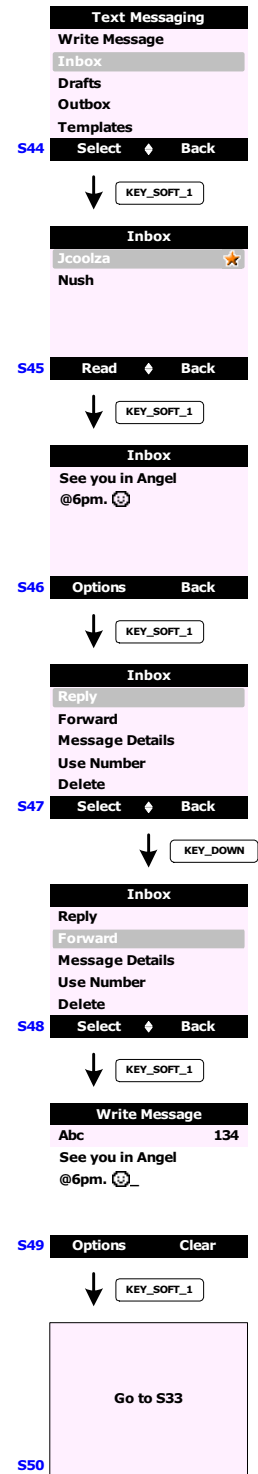 Text Messaging
Write Message
Inbox
Drafts
Outbox
Templates
S44 Select Back
KEY_SOFT_1
Inbox
Jcoolza
Nush
S45 Read Back
KEY_SOFT_1
Inbox
See you in Angel
@6pm.
S46 Options Back
KEY_SOFT_1
Inbox
Reply
Forward
Message Details
Use Number
Delete
S47 Select Back
KEY_DOWN
Inbox
Reply
Forward
Message Details
Use Number
Delete
S48 Select Back
KEY_SOFT_1
Write Message
Abc 134
See you in Angel
@6pm. _
S49 Options Clear
KEY_SOFT_1
Go to S33
S50